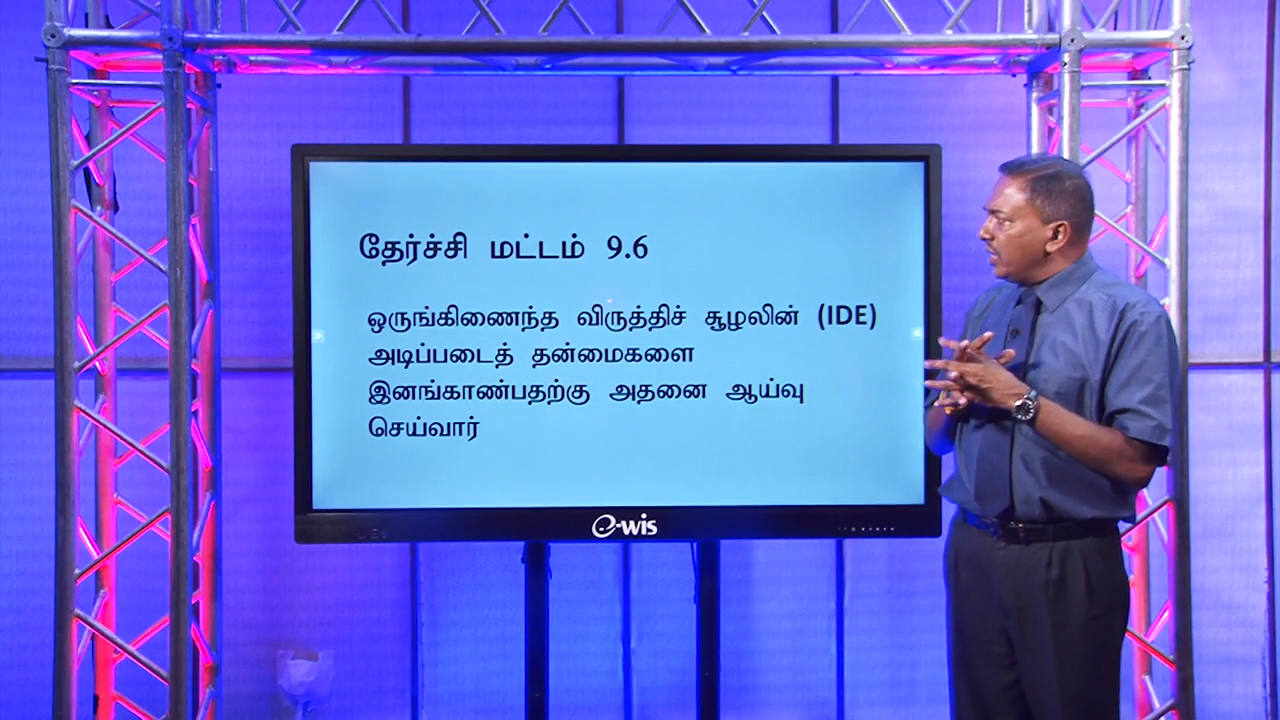 தேர்ச்சி மட்டம் 9.6
ஒருங்கிணைந்த விருத்திச் சூழலின் (IDE)
அடிப்படைத் தன்மைகளை
இனங்காண்பதற்கு அதனை ஆய்வு
செய்வார்
e-wis